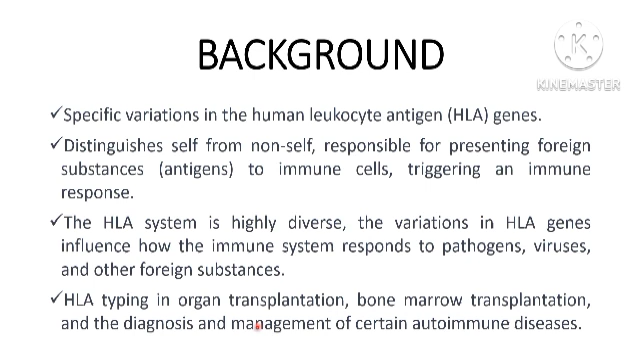 BACKGROUND
K
KINEMASTER
✓Specific variations in the human leukocyte antigen (HLA) genes.
✓Distinguishes self from non-self, responsible for presenting foreign
substances (antigens) to immune cells, triggering an immune
response.
✓The HLA system is highly diverse, the variations in HLA genes
influence how the immune system responds to pathogens, viruses,
and other foreign substances.
✓HLA typing in organ transplantation, bone marrow transplantation,
and the diagnosis and management of certain autoimmune diseases.